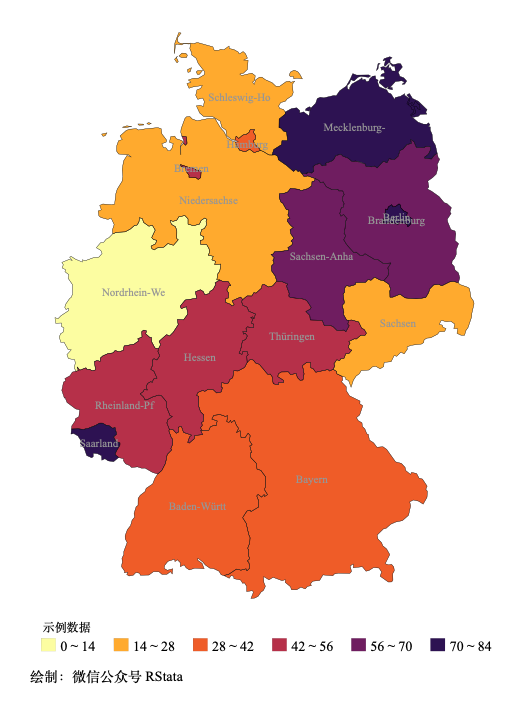 Schleswig-Ho
Mecklenburg-
Hamburg
Bremen
Niedersachse
Berlin
Brandenburg
Sachsen-Anha
Nordrhein-We
Sachsen
Thüringen
Hessen
Rheinland-Pf
Saarland
Bayern
Baden-Württ
示例数据
0 ~ 14 14 ~ 28 28 ~ 42 42 ~ 56 56 ~ 70 70 ~ 84
绘制：微信公众号 RStata